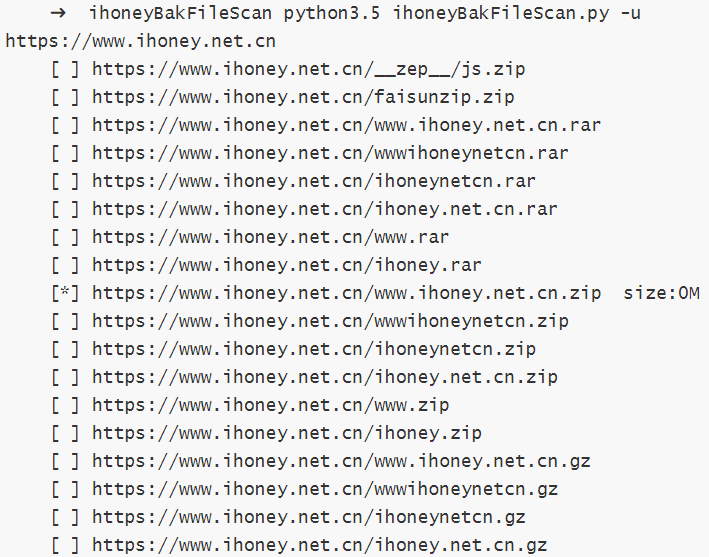 → ihoneyBakFileScan python3.5 ihoneyBakFileScan.py -u
https://www.ihoney.net.cn
[ ] https://www.ihoney.net.cn/__zep__/js.zip
[ ] https://www.ihoney.net.cn/faisunzip.zip
[ ] https://www.ihoney.net.cn/www.ihoney.net.cn.rar
[ ] https://www.ihoney.net.cn/wwwihoneynetcn.rar
[ ] https://www.ihoney.net.cn/ihoneynetcn.rar
[ ] https://www.ihoney.net.cn/ihoney.net.cn.rar
[ ] https://www.ihoney.net.cn/www.rar
[ ] https://www.ihoney.net.cn/ihoney.rar
[*] https://www.ihoney.net.cn/www.ihoney.net.cn.zip  size:0M
[ ] https://www.ihoney.net.cn/wwwihoneynetcn.zip
[ ] https://www.ihoney.net.cn/ihoneynetcn.zip
[ ] https://www.ihoney.net.cn/ihoney.net.cn.zip
[ ] https://www.ihoney.net.cn/www.zip
[ ] https://www.ihoney.net.cn/ihoney.zip
[ ] https://www.ihoney.net.cn/www.ihoney.net.cn.gz
[ ] https://www.ihoney.net.cn/wwwihoneynetcn.gz
[ ] https://www.ihoney.net.cn/ihoneynetcn.gz
[ ] https://www.ihoney.net.cn/ihoney.net.cn.gz